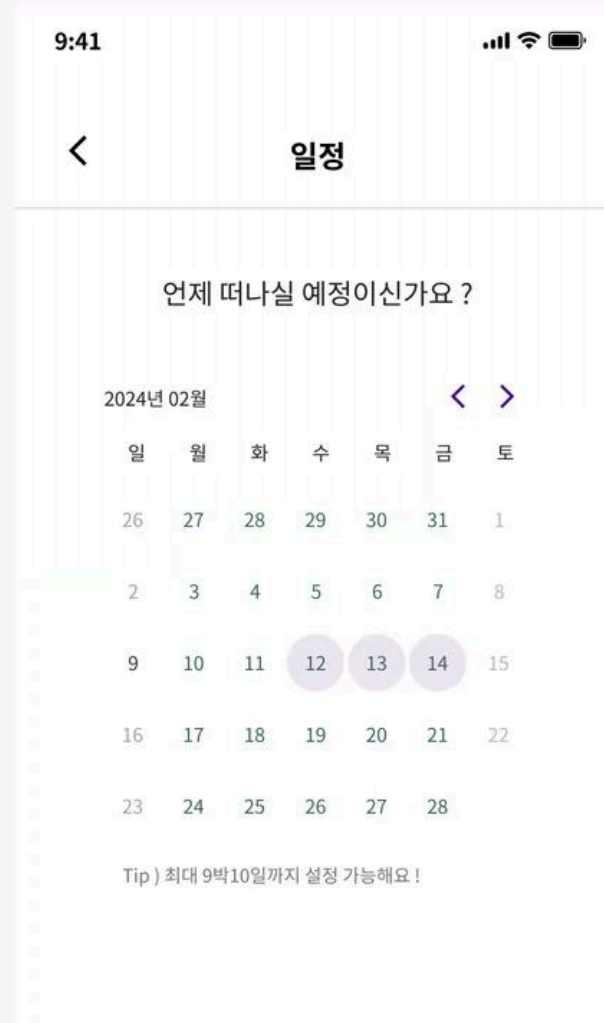 9:41
일정
언제 떠나실 예정이신가요 ?
2024년 02월
일 월 화 수 목 금 토
26 27 28 29 30 31 1
2 3 4 5 6 7 8
9 10 11 12 13 14 15
16 17 18 19 20 21 22
23 24 25 26 27 28
Tip ) 최대 9박10일까지 설정 가능해요 !